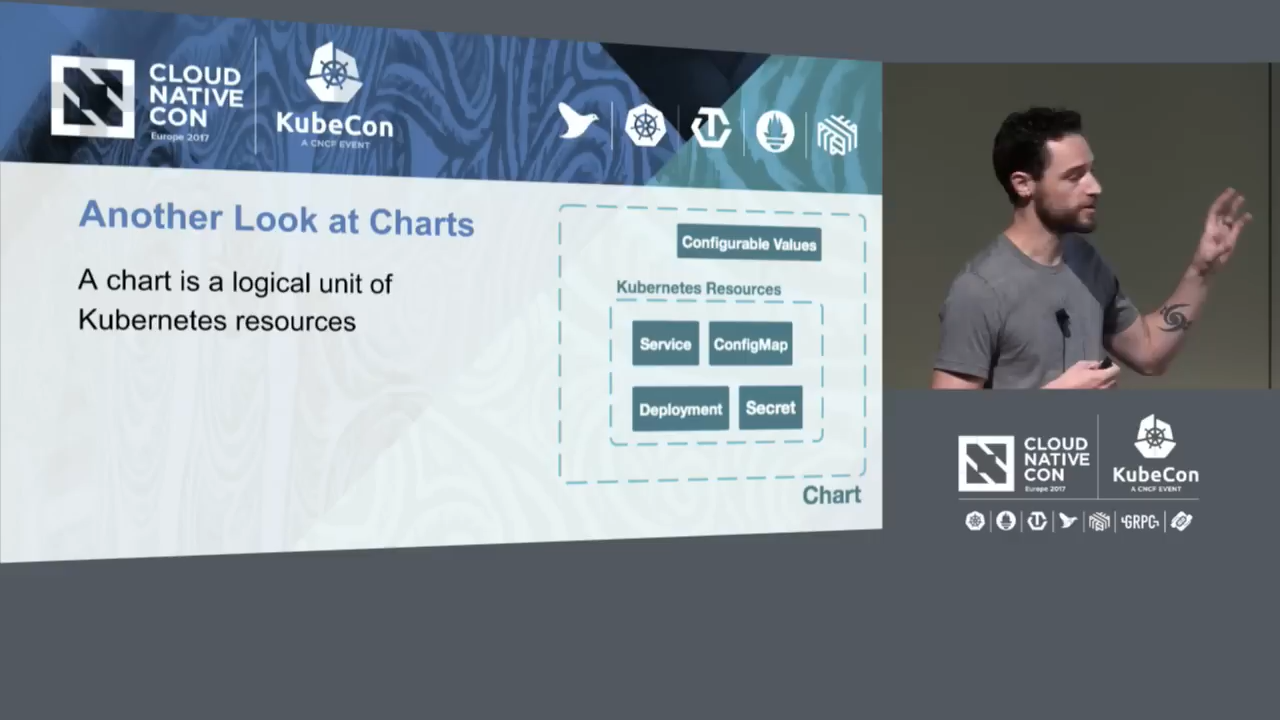 CLOUD
NATIVE
CON
Europe 2017
KubeCon
A CNCF EVENT
Another Look at Charts
A chart is a logical unit of
Kubernetes resources
Configurable Values
Kubernetes Resources
Service
ConfigMap
Deployment
Secret
Chart
CLOUD
NATIVE
CON
Europe 2017
KubeCon
A CNCF EVENT
GRPC